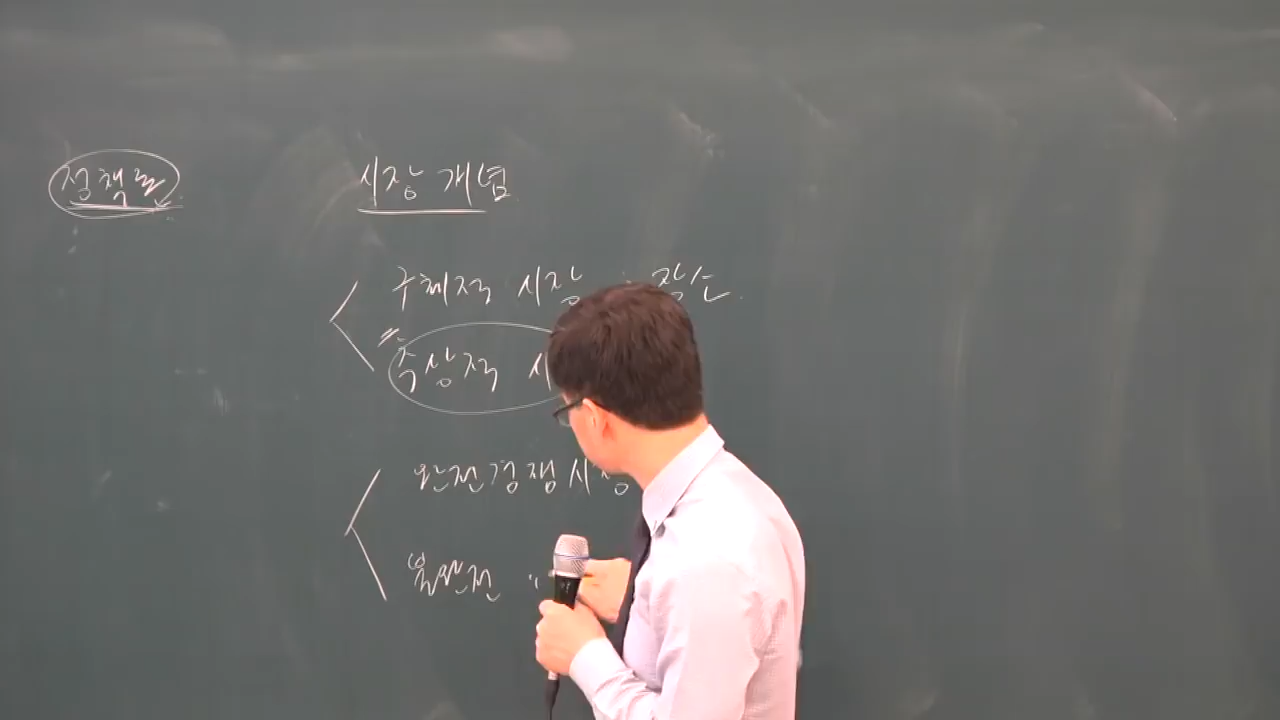 정책론
시장 개념
구체적 시장 : 장소
추상적 시
완전경쟁시장
불완전 "